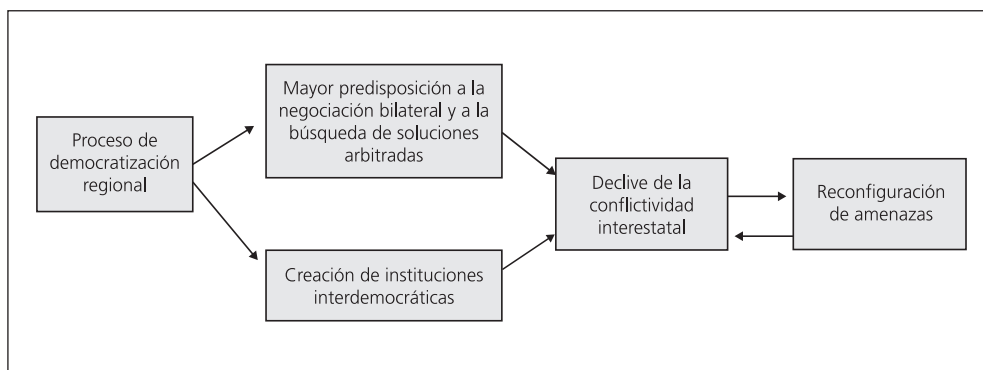 Proceso de
democratización
regional
Mayor predisposición a la
negociación bilateral y a la
búsqueda de soluciones
arbitradas
Creación de instituciones
interdemocráticas
Declive de la
conflictividad
interestatal
Reconfiguración
de amenazas